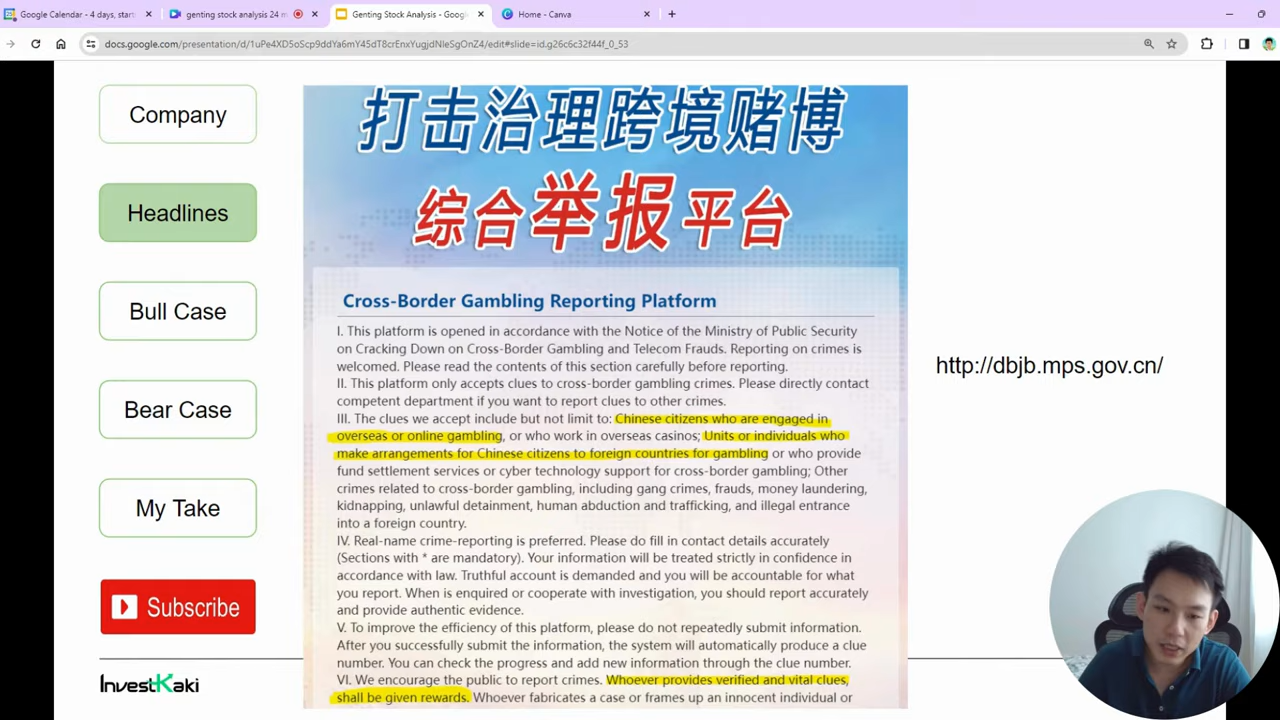 Google Calendar - 4 days, start
genting stock analysis 24 m
Genting Stock Analysis - Goog
Home - Canva
docs.google.com/presentation/d/1uPe4XD5oScp9ddYa6mY45dT8crEnxYugjdNleSgOnZ4/edit#slide=id.g26c6c32f44f_0_53
Company
Headlines
Bull Case
Bear Case
My Take
Subscribe
InvestKaki
打击治理跨境赌博
综合举报平台
Cross-Border Gambling Reporting Platform
I. This platform is opened in accordance with the Notice of the Ministry of Public Security
on Cracking Down on Cross-Border Gambling and Telecom Frauds. Reporting on crimes is
welcomed. Please read the contents of this section carefully before reporting.
II. This platform only accepts clues to cross-border gambling crimes. Please directly contact
competent department if you want to report clues to other crimes.
III. The clues we accept include but not limit to: Chinese citizens who are engaged in
overseas or online gambling, or who work in overseas casinos; Units or individuals who
make arrangements for Chinese citizens to foreign countries for gambling or who provide
fund settlement services or cyber technology support for cross-border gambling; Other
crimes related to cross-border gambling, including gang crimes, frauds, money laundering,
kidnapping, unlawful detainment, human abduction and trafficking, and illegal entrance
into a foreign country.
IV. Real-name crime-reporting is preferred. Please do fill in contact details accurately
(Sections with * are mandatory). Your information will be treated strictly in confidence in
accordance with law. Truthful account is demanded and you will be accountable for what
you report. When is enquired or cooperate with investigation, you should report accurately
and provide authentic evidence.
V. To improve the efficiency of this platform, please do not repeatedly submit information.
After you successfully submit the information, the system will automatically produce a clue
number. You can check the progress and add new information through the clue number.
VI. We encourage the public to report crimes. Whoever provides verified and vital clues,
shall be given rewards. Whoever fabricates a case or frames up an innocent individual or
http://dbjb.mps.gov.cn/